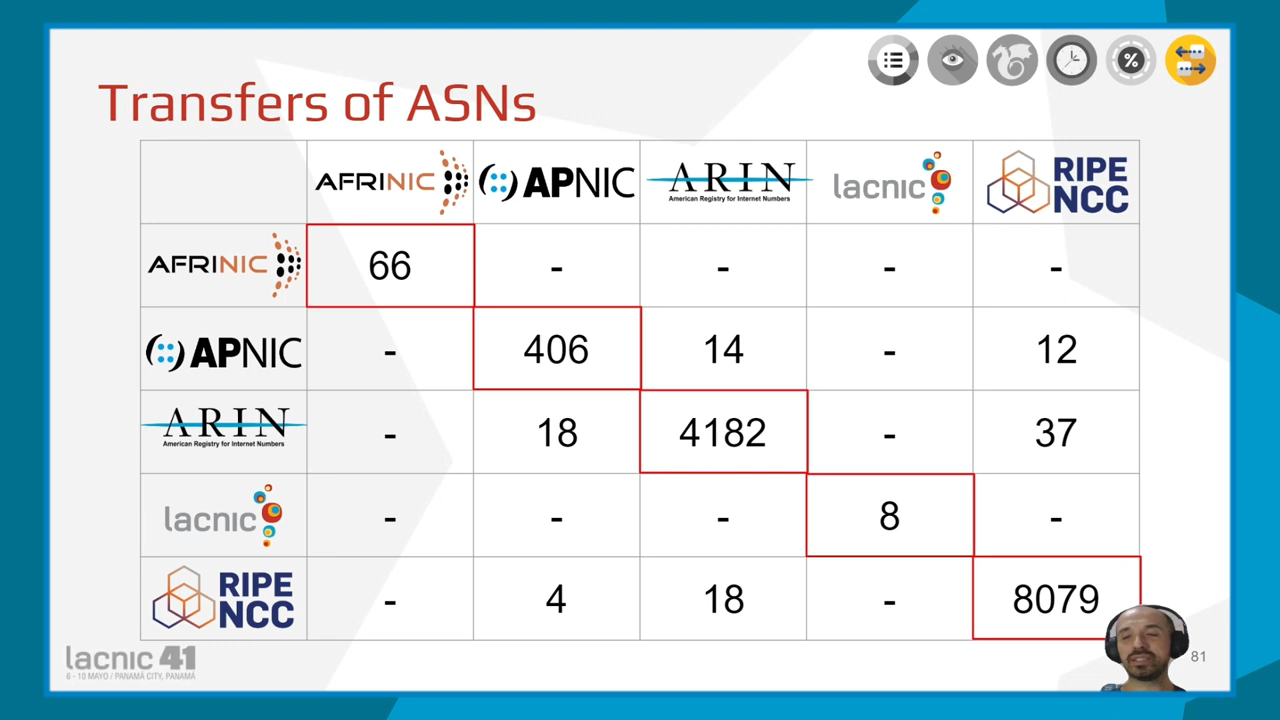 Transfers of ASNs
AFRINIC APNIC ARIN American Registry for Internet Numbers lacnic RIPE NCC
AFRINIC 66 - - - -
APNIC - 406 14 - 12
ARIN American Registry for Internet Numbers - 18 4182 - 37
lacnic - - - 8 -
RIPE NCC - 4 18 - 8079
%
lacnic 41
6 - 10 MAYO / PANAMÁ CITY, PANAMÁ
81